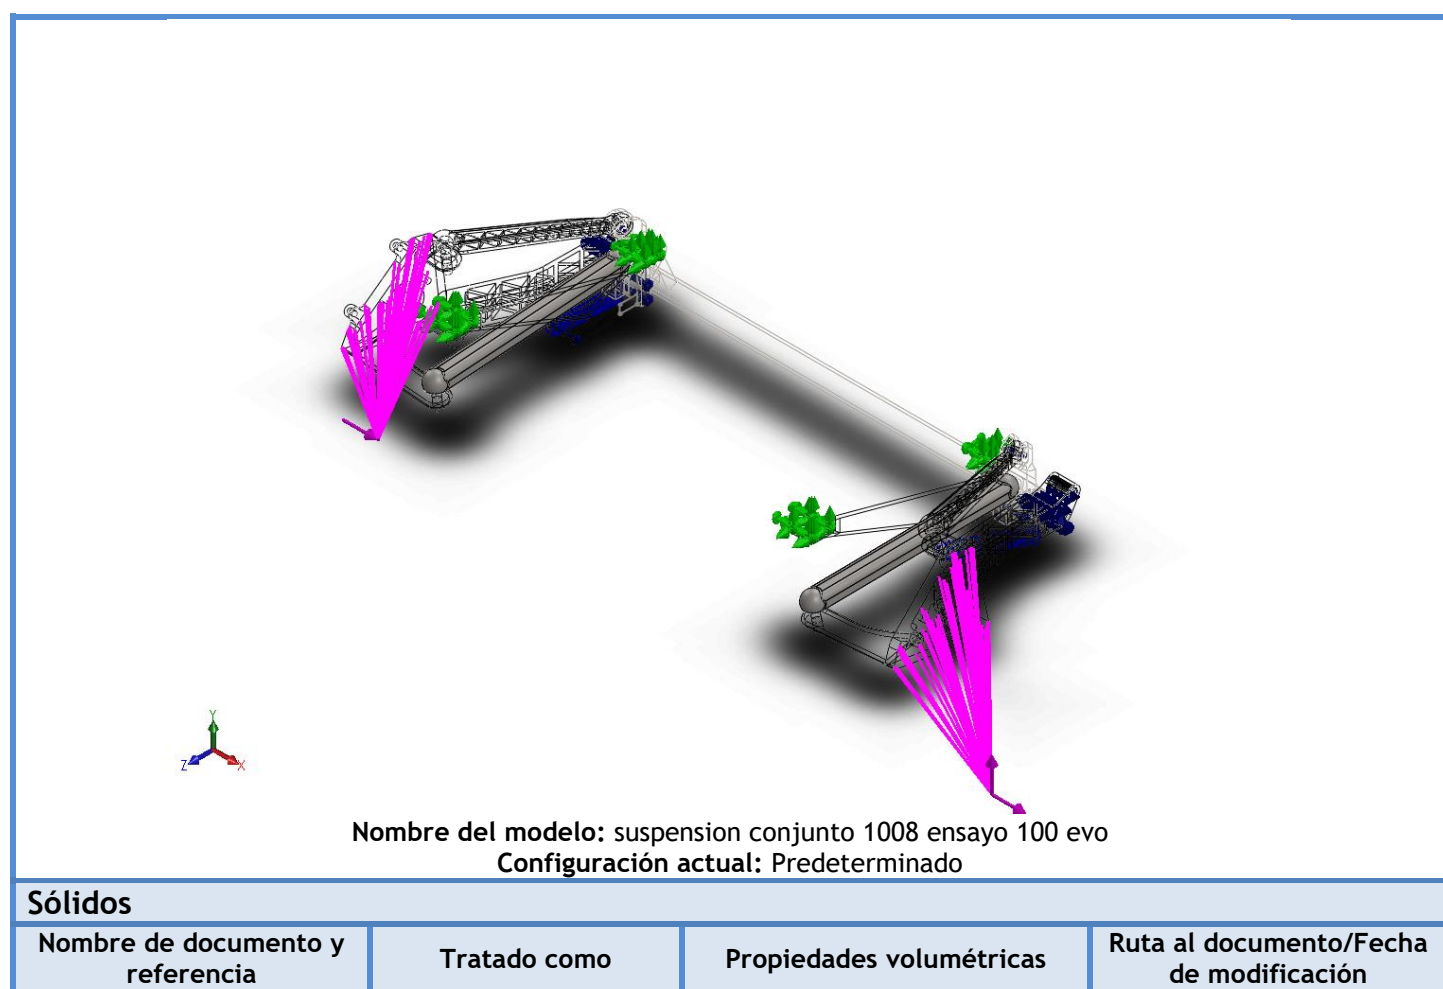 Y
Z
X
Nombre del modelo: suspension conjunto 1008 ensayo 100 evo
Configuración actual: Predeterminado
Sólidos
Nombre de documento y
referencia
Tratado como
Propiedades volumétricas
Ruta al documento/Fecha
de modificación